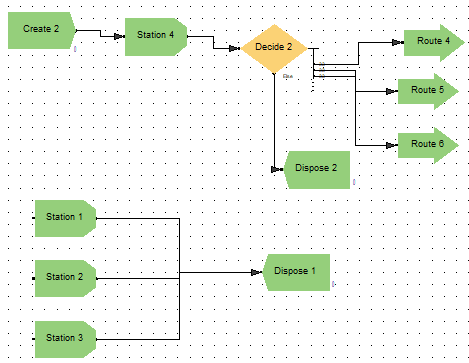 Create 2
Station 4
Decide 2
Else
Route 4
Route 5
Route 6
Dispose 2
Station 1
Station 2
Station 3
Dispose 1